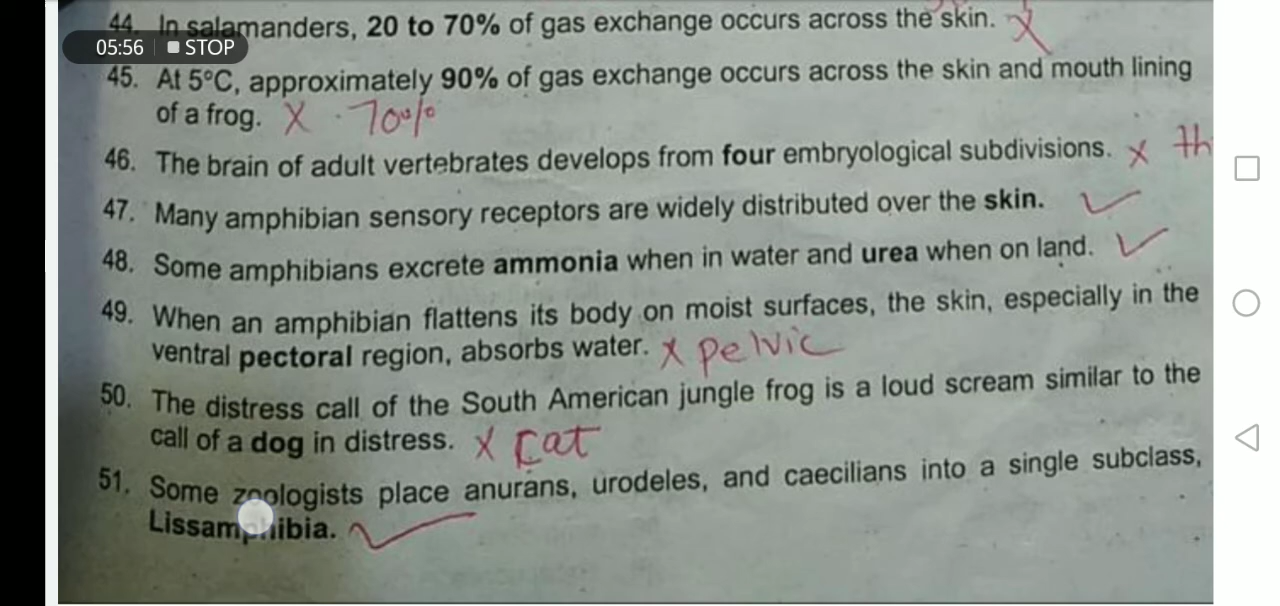 44. In salamanders, 20 to 70% of gas exchange occurs across the skin. X
05:56 STOP
45. At 5°C, approximately 90% of gas exchange occurs across the skin and mouth lining
of a frog. X 70%
46. The brain of adult vertebrates develops from four embryological subdivisions. X th
47. Many amphibian sensory receptors are widely distributed over the skin. ✓
48. Some amphibians excrete ammonia when in water and urea when on land. ✓
49. When an amphibian flattens its body on moist surfaces, the skin, especially in the
ventral pectoral region, absorbs water. X pelvic
50. The distress call of the South American jungle frog is a loud scream similar to the
call of a dog in distress. X cat
51. Some zoologists place anurans, urodeles, and caecilians into a single subclass,
Lissamphibia. ✓